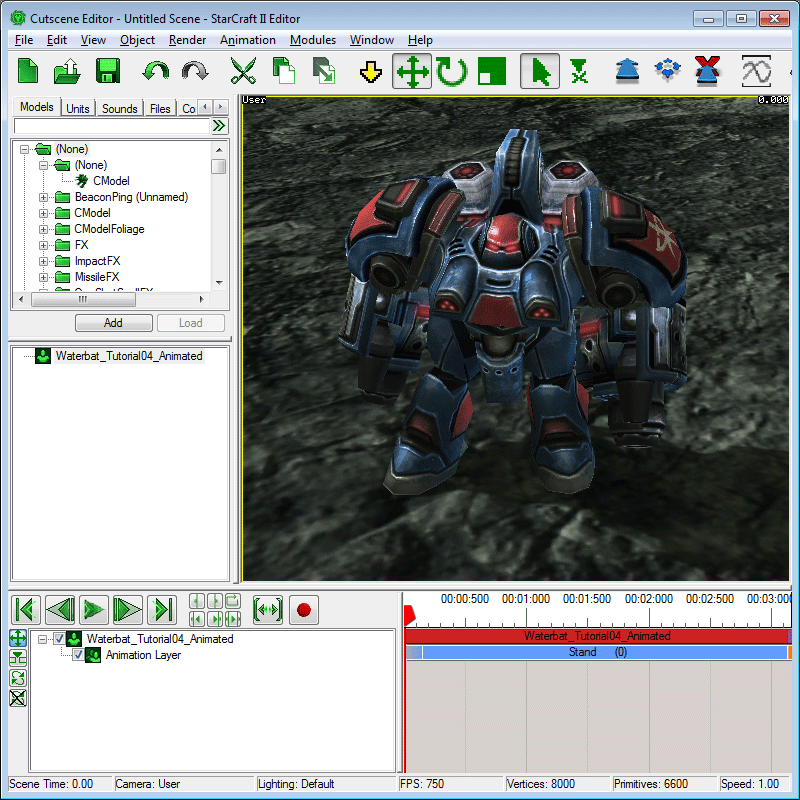 Cutscene Editor - Untitled Scene - StarCraft II Editor
File Edit View Object Render Animation Modules Window Help
Models Units Sounds Files Co
User 0.000
(None)
(None)
CModel
BeaconPing (Unnamed)
CModel
CModelFoliage
FX
ImpactFX
MissileFX
Add Load
Waterbat_Tutorial04_Animated
00:00:500 00:01:000 00:01:500 00:02:000 00:02:500 00:03:000
Waterbat_Tutorial04_Animated
Animation Layer
Waterbat_Tutorial04_Animated
Stand (0)
Scene Time: 0.00 Camera: User Lighting: Default FPS: 750 Vertices: 8000 Primitives: 6600 Speed: 1.00